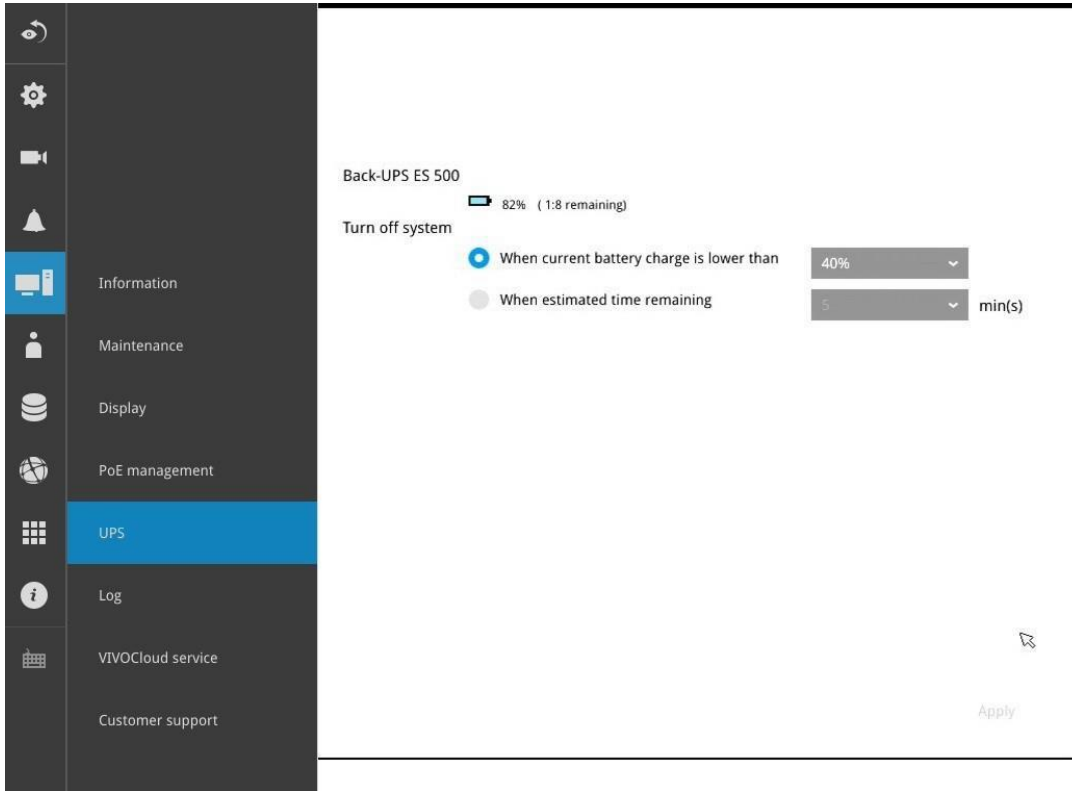 Information
Maintenance
Display
PoE management
UPS
Log
VIVOCloud service
Customer support
Back-UPS ES 500
82% ( 1:8 remaining)
Turn off system
When current battery charge is lower than 40%
When estimated time remaining 5 min(s)
Apply